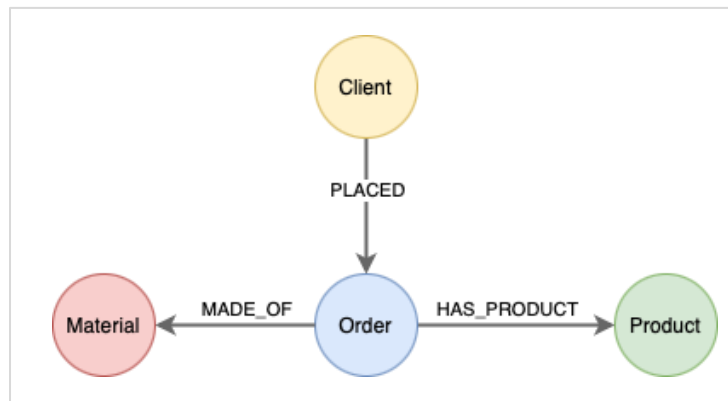 Client
PLACED
Material
MADE_OF
Order
HAS_PRODUCT
Product